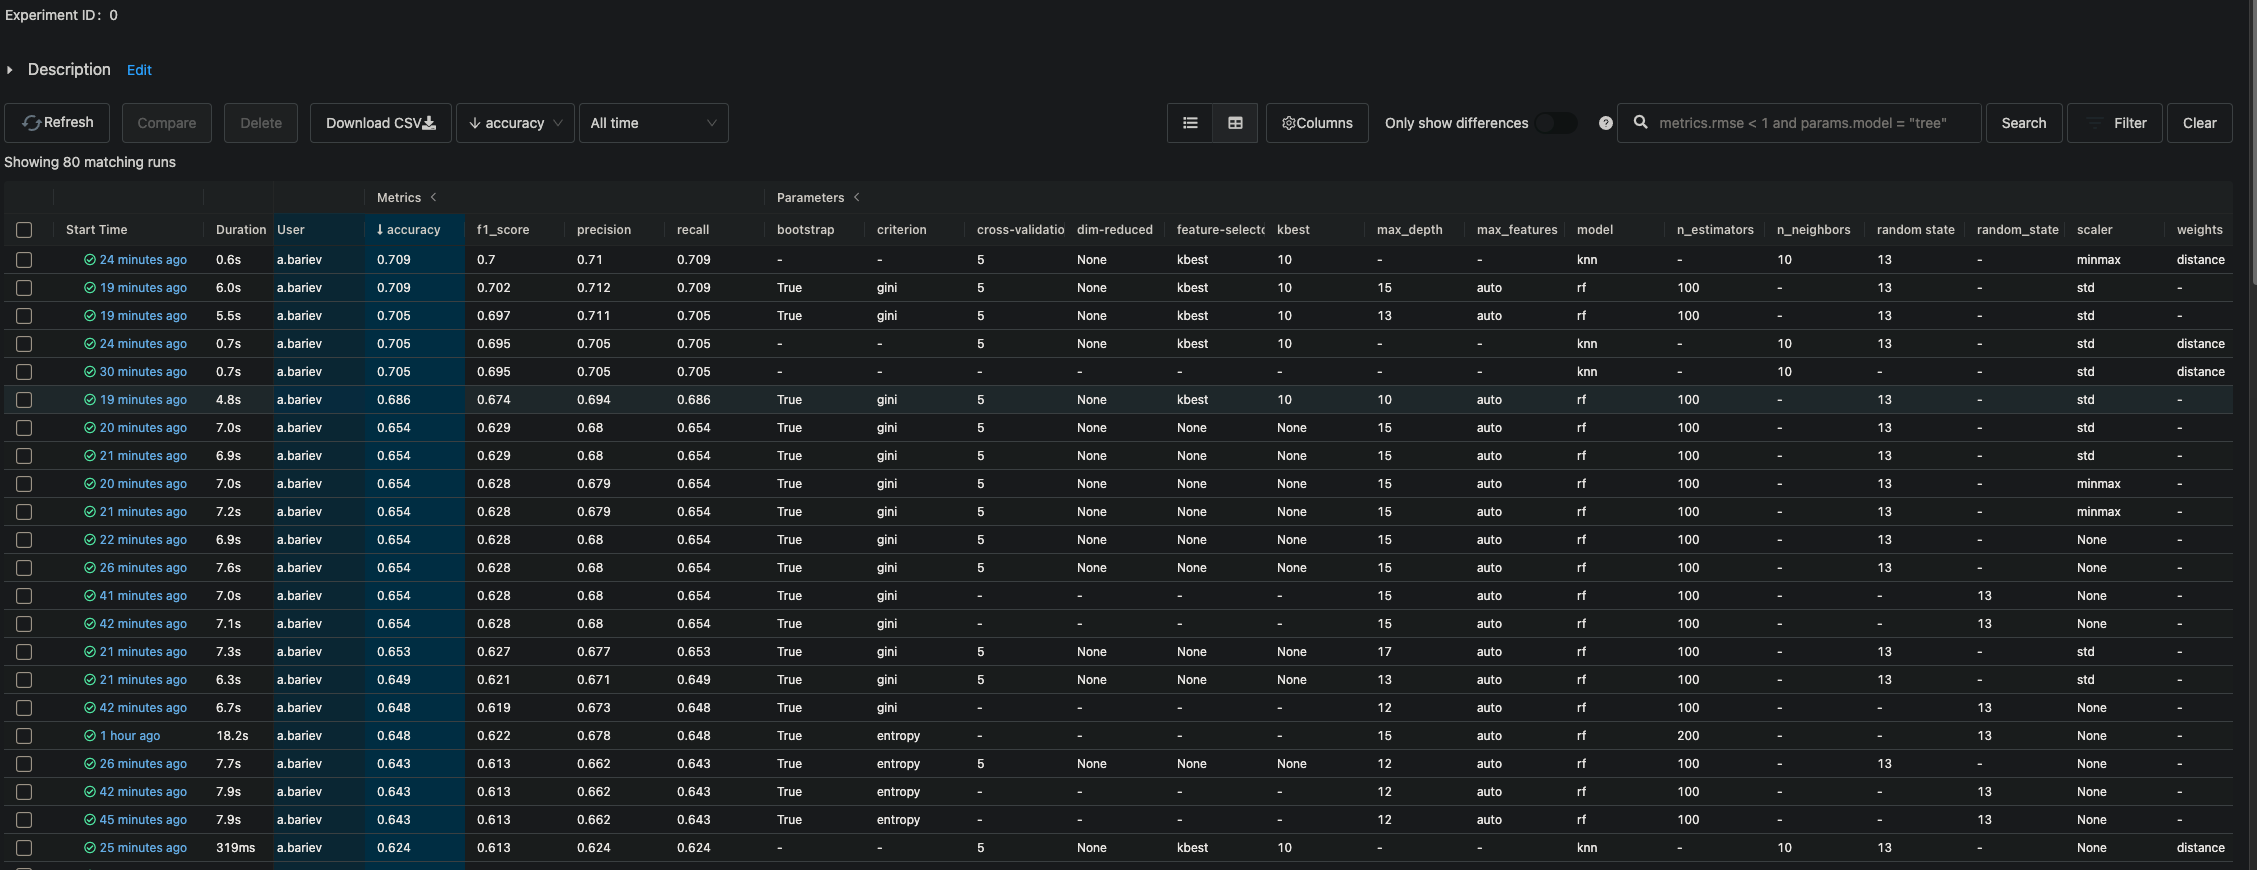 Experiment ID: 0
Description Edit
Refresh Compare Delete Download CSV accuracy All time Columns Only show differences metrics.rmse < 1 and params.model = "tree" Search Filter Clear
Showing 80 matching runs
Metrics Parameters
Start Time Duration User accuracy f1_score precision recall bootstrap criterion cross-validatio dim-reduced feature-selecto kbest max_depth max_features model n_estimators n_neighbors random state random_state scaler weights
24 minutes ago 0.6s a.bariev 0.709 0.7 0.71 0.709 - - 5 None kbest 10 - - knn - 10 13 - minmax distance
19 minutes ago 6.0s a.bariev 0.709 0.702 0.712 0.709 True gini 5 None kbest 10 15 auto rf 100 - 13 - std -
19 minutes ago 5.5s a.bariev 0.705 0.697 0.711 0.705 True gini 5 None kbest 10 13 auto rf 100 - 13 - std -
24 minutes ago 0.7s a.bariev 0.705 0.695 0.705 0.705 - - 5 None kbest 10 - - knn - 10 13 - std distance
30 minutes ago 0.7s a.bariev 0.705 0.695 0.705 0.705 - - - - - - - - knn - 10 - - std distance
19 minutes ago 4.8s a.bariev 0.686 0.674 0.694 0.686 True gini 5 None kbest 10 10 auto rf 100 - 13 - std -
20 minutes ago 7.0s a.bariev 0.654 0.629 0.68 0.654 True gini 5 None None None 15 auto rf 100 - 13 - std -
21 minutes ago 6.9s a.bariev 0.654 0.629 0.68 0.654 True gini 5 None None None 15 auto rf 100 - 13 - std -
20 minutes ago 7.0s a.bariev 0.654 0.628 0.679 0.654 True gini 5 None None None 15 auto rf 100 - 13 - minmax -
21 minutes ago 7.2s a.bariev 0.654 0.628 0.679 0.654 True gini 5 None None None 15 auto rf 100 - 13 - minmax -
22 minutes ago 6.9s a.bariev 0.654 0.628 0.68 0.654 True gini 5 None None None 15 auto rf 100 - 13 - None -
26 minutes ago 7.6s a.bariev 0.654 0.628 0.68 0.654 True gini 5 None None None 15 auto rf 100 - 13 - None -
41 minutes ago 7.0s a.bariev 0.654 0.628 0.68 0.654 True gini - - - - 15 auto rf 100 - - 13 None -
42 minutes ago 7.1s a.bariev 0.654 0.628 0.68 0.654 True gini - - - - 15 auto rf 100 - - 13 None -
21 minutes ago 7.3s a.bariev 0.653 0.627 0.677 0.653 True gini 5 None None None 17 auto rf 100 - 13 - std -
21 minutes ago 6.3s a.bariev 0.649 0.621 0.671 0.649 True gini 5 None None None 13 auto rf 100 - 13 - std -
42 minutes ago 6.7s a.bariev 0.648 0.619 0.673 0.648 True gini - - - - 12 auto rf 100 - - 13 None -
1 hour ago 18.2s a.bariev 0.648 0.622 0.678 0.648 True entropy - - - - 15 auto rf 200 - - 13 None -
26 minutes ago 7.7s a.bariev 0.643 0.613 0.662 0.643 True entropy 5 None None None 12 auto rf 100 - 13 - None -
42 minutes ago 7.9s a.bariev 0.643 0.613 0.662 0.643 True entropy - - - - 12 auto rf 100 - - 13 None -
45 minutes ago 7.9s a.bariev 0.643 0.613 0.662 0.643 True entropy - - - - 12 auto rf 100 - - 13 None -
25 minutes ago 319ms a.bariev 0.624 0.613 0.624 0.624 - - 5 None kbest 10 - - knn - 10 13 - None distance